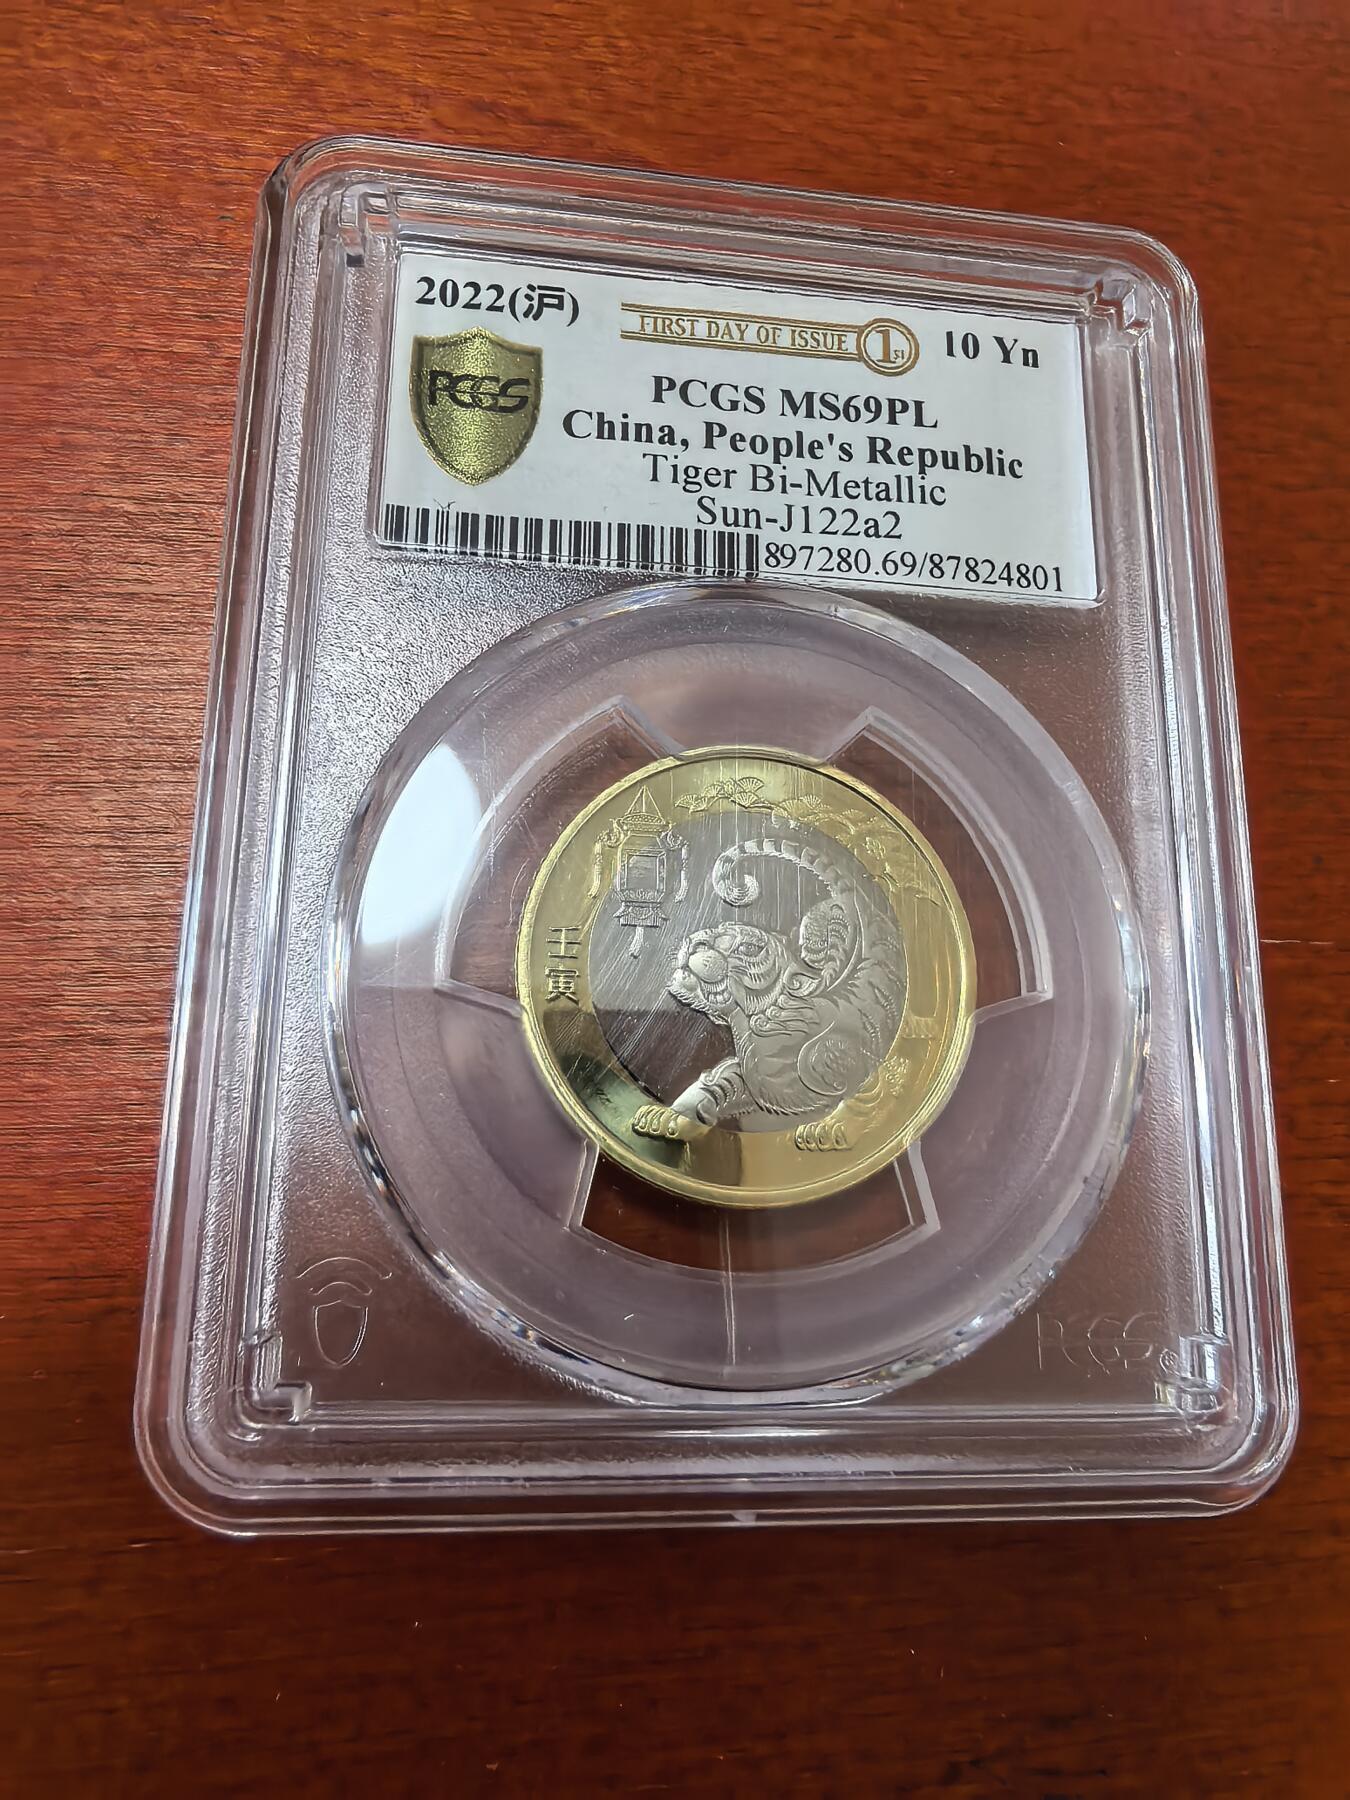 2022(沪)
FIRST DAY OF ISSUE 1st
10 Yn
PCGS
PCGS MS69PL
China, People's Republic
Tiger Bi-Metallic
Sun-J122a2
897280.69/87824801
壬寅
PCGS